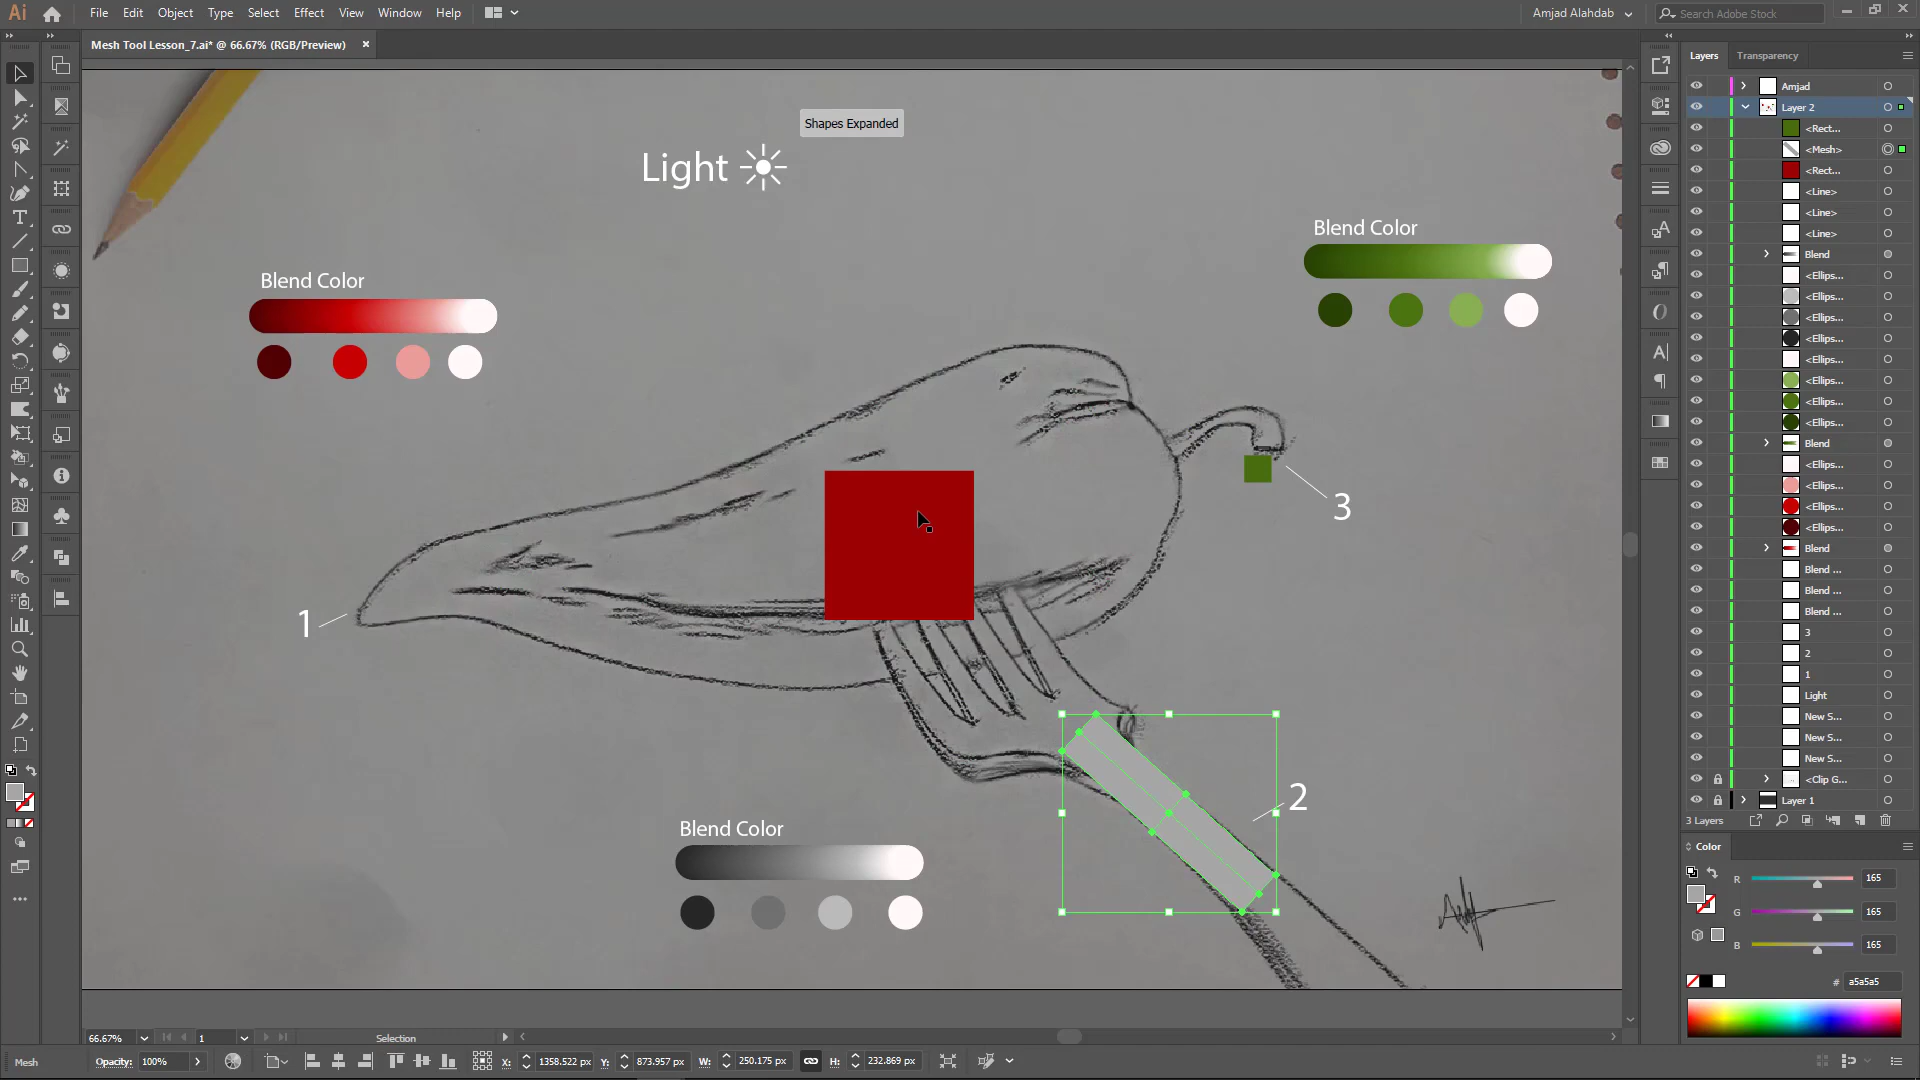 Ai File Edit Object Type Select Effect View Window Help Amjad Alahdab Search Adobe Stock
Mesh Tool Lesson_7.ai* @ 66.67% (RGB/Preview) ×
Layers Transparency
Amjad
Layer 2
<Rect...
<Mesh>
<Rect...
<Line>
<Line>
<Line>
Blend
<Ellips...
<Ellips...
<Ellips...
<Ellips...
<Ellips...
<Ellips...
<Ellips...
<Ellips...
Blend
<Ellips...
<Ellips...
<Ellips...
<Ellips...
Blend
Blend ...
Blend ...
Blend ...
3
2
1
Light
New S...
New S...
New S...
<Clip G...
Layer 1
3 Layers
Color
R 165
G 165
B 165
# a5a5a5
Shapes Expanded
Light
Blend Color
Blend Color
3
1
2
Blend Color
66.67% 1 Selection
Mesh Opacity: 100% X: 1358.522 px Y: 873.957 px W: 250.175 px H: 232.869 px